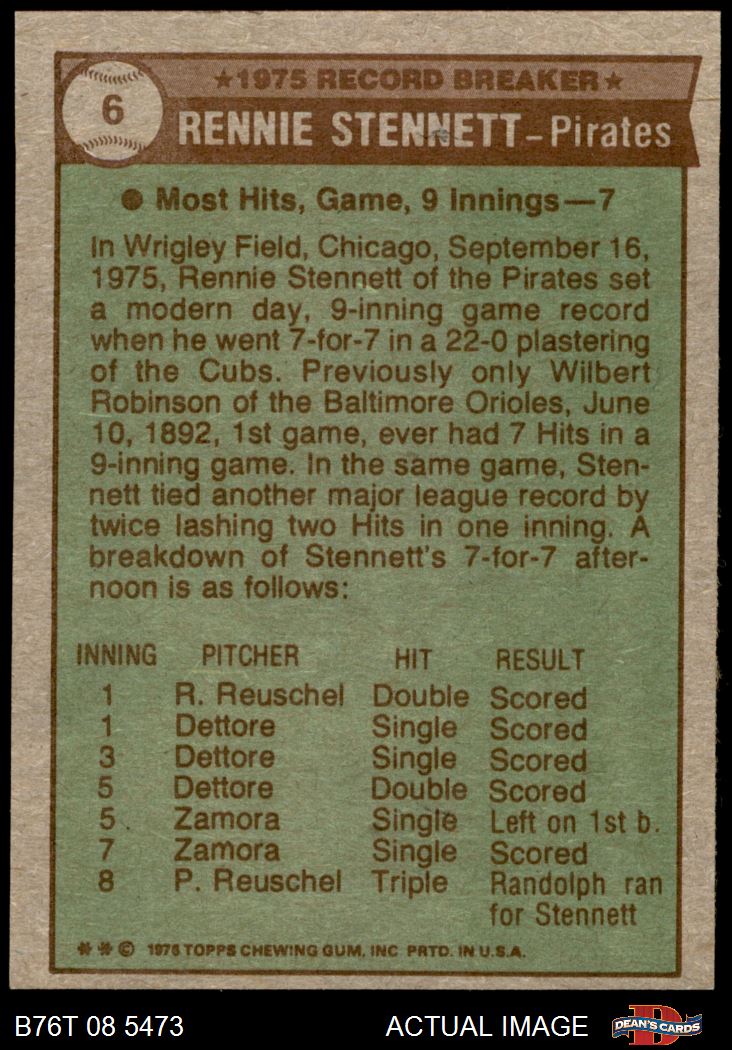 ★1975 RECORD BREAKER★
6
RENNIE STENNETT–Pirates
● Most Hits, Game, 9 Innings—7
In Wrigley Field, Chicago, September 16,
1975, Rennie Stennett of the Pirates set
a modern day, 9-inning game record
when he went 7-for-7 in a 22-0 plastering
of the Cubs. Previously only Wilbert
Robinson of the Baltimore Orioles, June
10, 1892, 1st game, ever had 7 Hits in a
9-inning game. In the same game, Sten-
nett tied another major league record by
twice lashing two Hits in one inning. A
breakdown of Stennett's 7-for-7 after-
noon is as follows:
INNING PITCHER HIT RESULT
1 R. Reuschel Double Scored
1 Dettore Single Scored
3 Dettore Single Scored
5 Dettore Double Scored
5 Zamora Single Left on 1st b.
7 Zamora Single Scored
8 P. Reuschel Triple Randolph ran
for Stennett
✱ ✱ © 1976 TOPPS CHEWING GUM, INC PRTD. IN U.S.A.
B76T 08 5473 ACTUAL IMAGE D DEAN'S CARDS